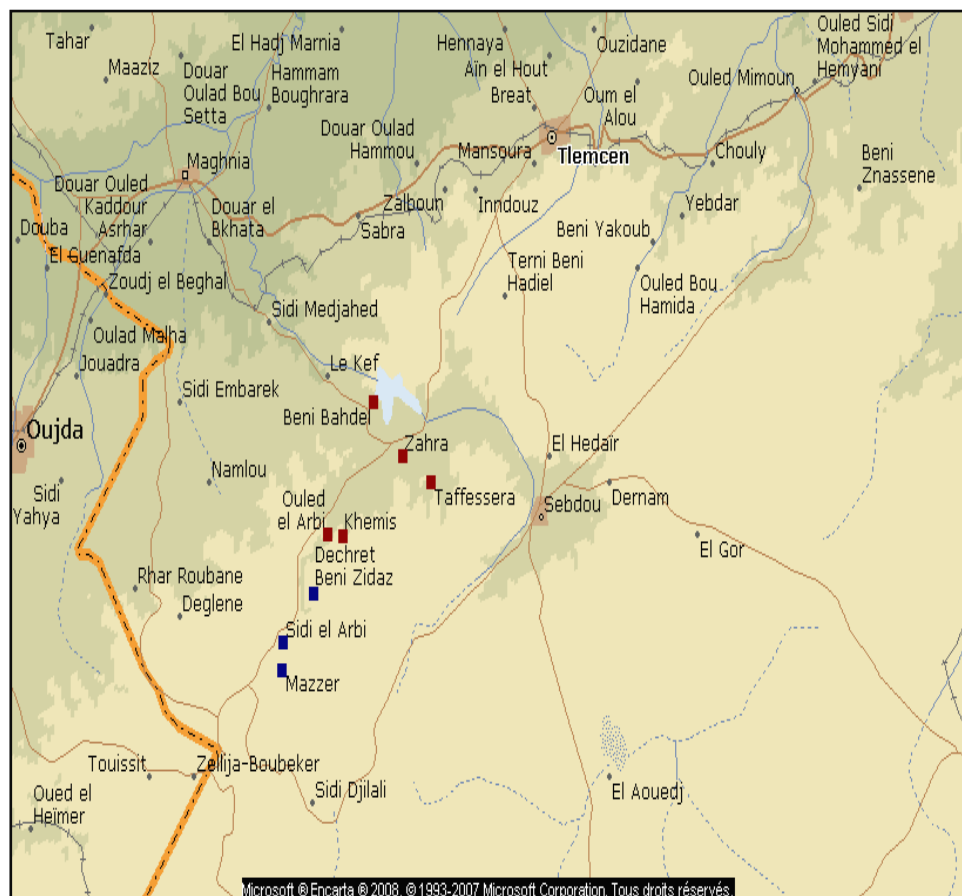 Tahar
El Hadj Marnia
Hennaya
Ouzidane
Ouled Sidi
Mohammed el
Hemyani
Maaziz
Douar
Oulad Bou
Setta
Hammam
Boughrara
Aïn el Hout
Breat
Oum el
Alou
Ouled Mimoun
Douar Oulad
Hammou
Mansoura
Tlemcen
Chouly
Beni
Znassene
Maghnia
Douar Ouled
Kaddour
Asrhar
Douar el
Bkhata
Zalboun
Inndouz
Yebdar
Douba
Sabra
Beni Yakoub
El Guenafda
Zoudj el Beghal
Terni Beni
Hadiel
Ouled Bou
Hamida
Sidi Medjahed
Oulad Malha
Jouadra
Le Kef
Sidi Embarek
Beni Bahdel
Oujda
Zahra
El Hedaïr
Sidi
Yahya
Namlou
Taffessera
Dernam
Ouled
el Arbi
Khemis
Sebdou
El Gor
Dechret
Beni Zidaz
Rhar Roubane
Deglene
Sidi el Arbi
Mazzer
Touissit
Zellija-Boubeker
Oued el
Heïmer
Sidi Djilali
El Aouedj
Microsoft ® Encarta ® 2008. © 1993-2007 Microsoft Corporation. Tous droits réservés.